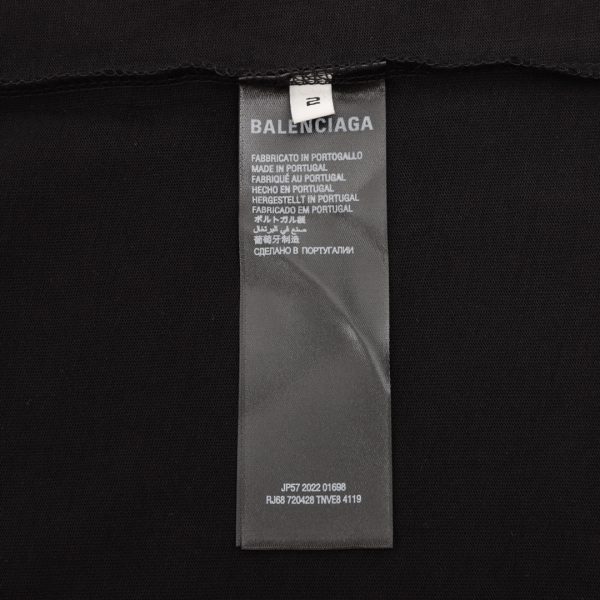 2
BALENCIAGA
FABBRICATO IN PORTOGALLO
MADE IN PORTUGAL
FABRIQUÉ AU PORTUGAL
HECHO EN PORTUGAL
HERGESTELLT IN PORTUGAL
FABRICADO EM PORTUGAL
ポルトガル製
صنع في البرتغال
葡萄牙制造
СДЕЛАНО В ПОРТУГАЛИИ
JP57 2022 01698
RJ68 720428 TNVE8 4119